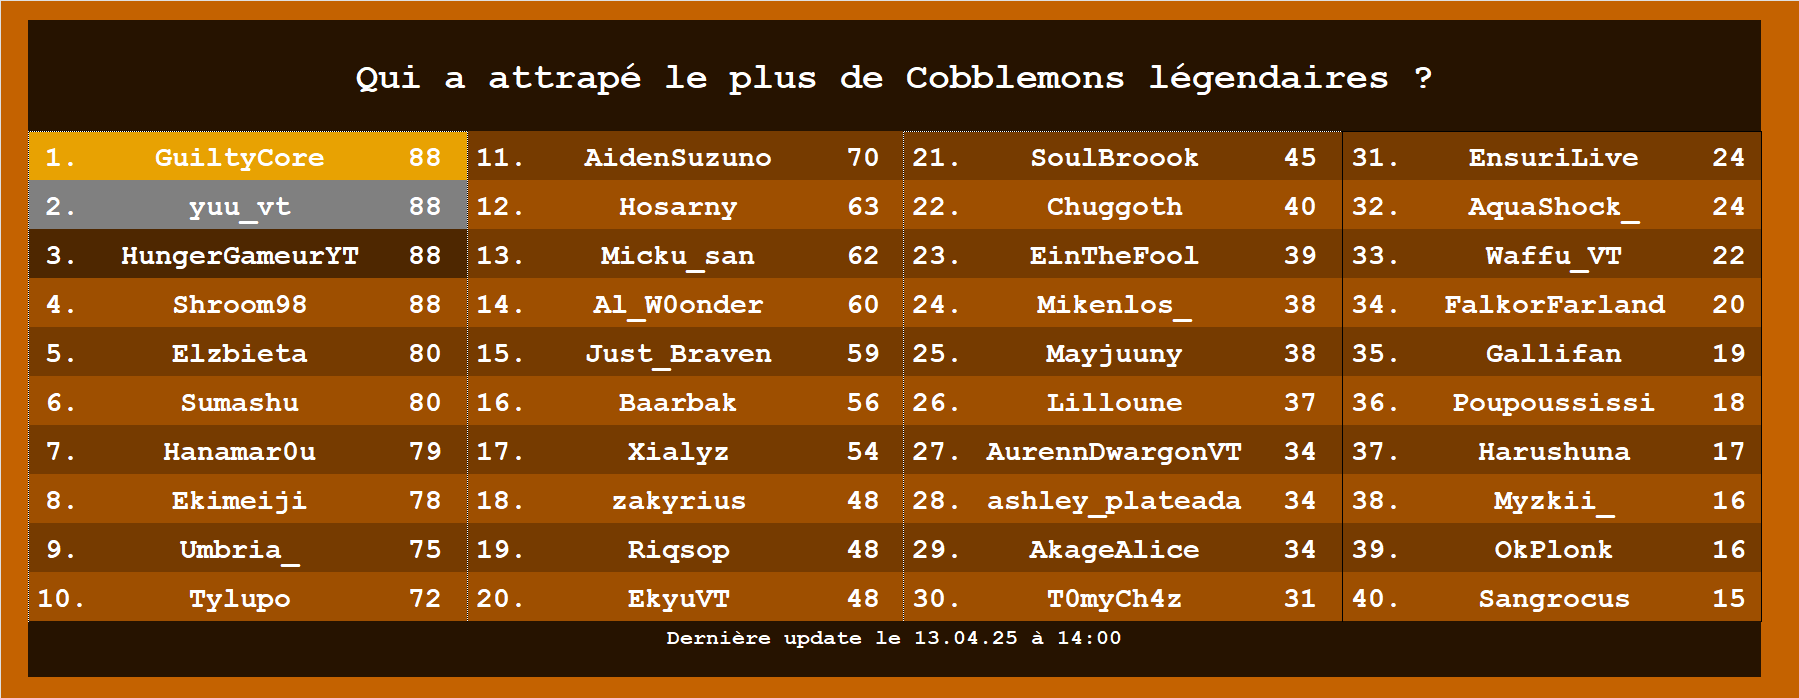 Qui a attrapé le plus de Cobblemons légendaires ?
1. GuiltyCore 88
2. yuu_vt 88
3. HungerGameurYT 88
4. Shroom98 88
5. Elzbieta 80
6. Sumashu 80
7. Hanamar0u 79
8. Ekimeiji 78
9. Umbria_ 75
10. Tylupo 72
11. AidenSuzuno 70
12. Hosarny 63
13. Micku_san 62
14. Al_W0onder 60
15. Just_Braven 59
16. Baarbak 56
17. Xialyz 54
18. zakyrius 48
19. Riqsop 48
20. EkyuVT 48
21. SoulBroook 45
22. Chuggoth 40
23. EinTheFool 39
24. Mikenlos_ 38
25. Mayjuuny 38
26. Lilloune 37
27. AurennDwargonVT 34
28. ashley_plateada 34
29. AkageAlice 34
30. T0myCh4z 31
31. EnsuriLive 24
32. AquaShock_ 24
33. Waffu_VT 22
34. FalkorFarland 20
35. Gallifan 19
36. Poupoussissi 18
37. Harushuna 17
38. Myzkii_ 16
39. OkPlonk 16
40. Sangrocus 15
Dernière update le 13.04.25 à 14:00